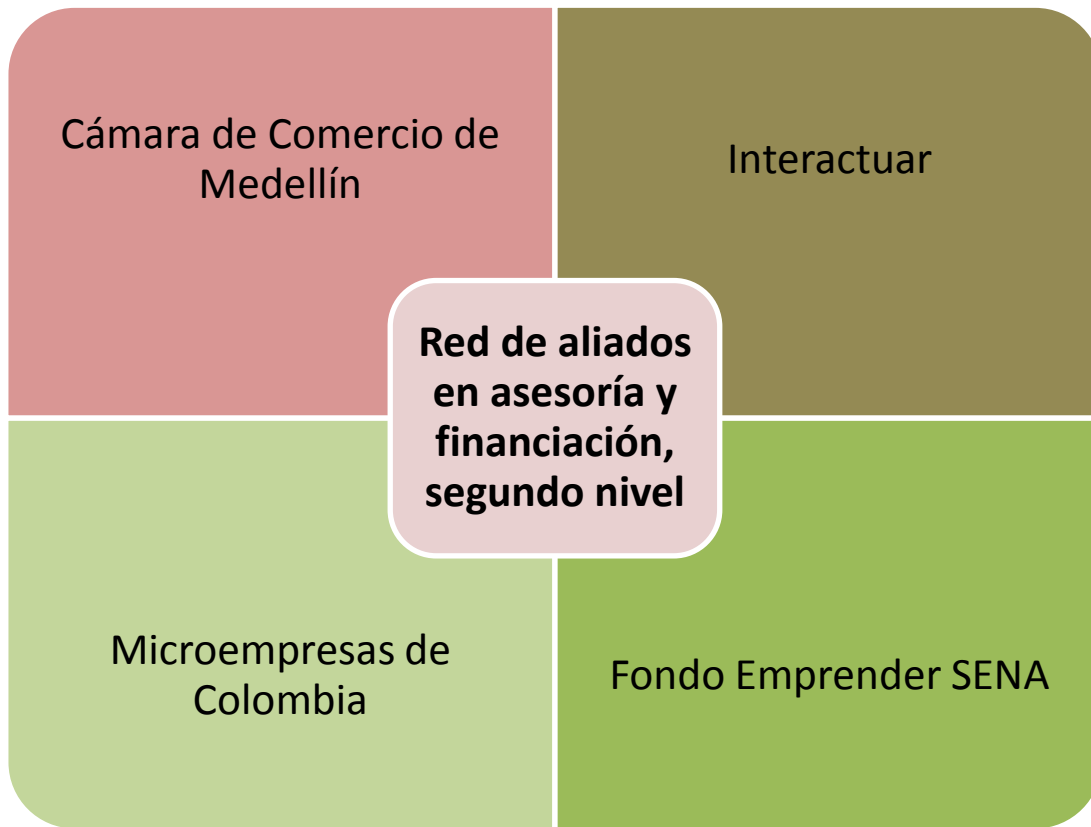 Cámara de Comercio de
Medellín
Interactuar
Red de aliados
en asesoría y
financiación,
segundo nivel
Microempresas de
Colombia
Fondo Emprender SENA